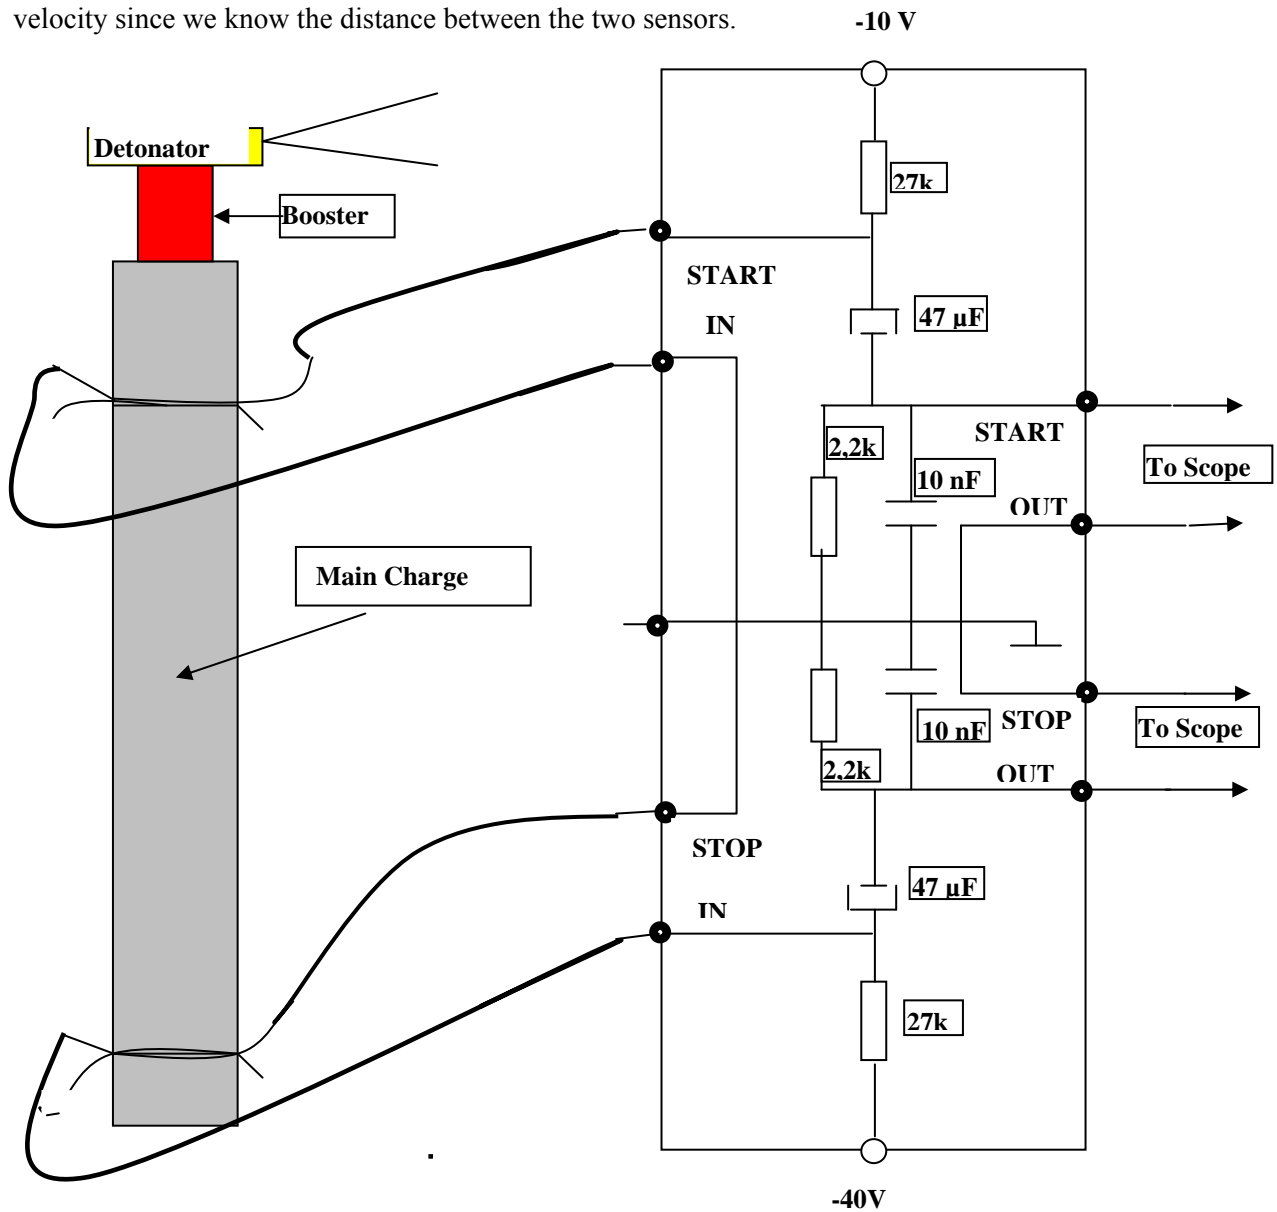 velocity since we know the distance between the two sensors.
-10 V
Detonator
27k
Booster
START
IN
47 µF
START
2,2k
To Scope
10 nF
OUT
Main Charge
STOP
10 nF
To Scope
2,2k
OUT
STOP
47 µF
IN
27k
-40V